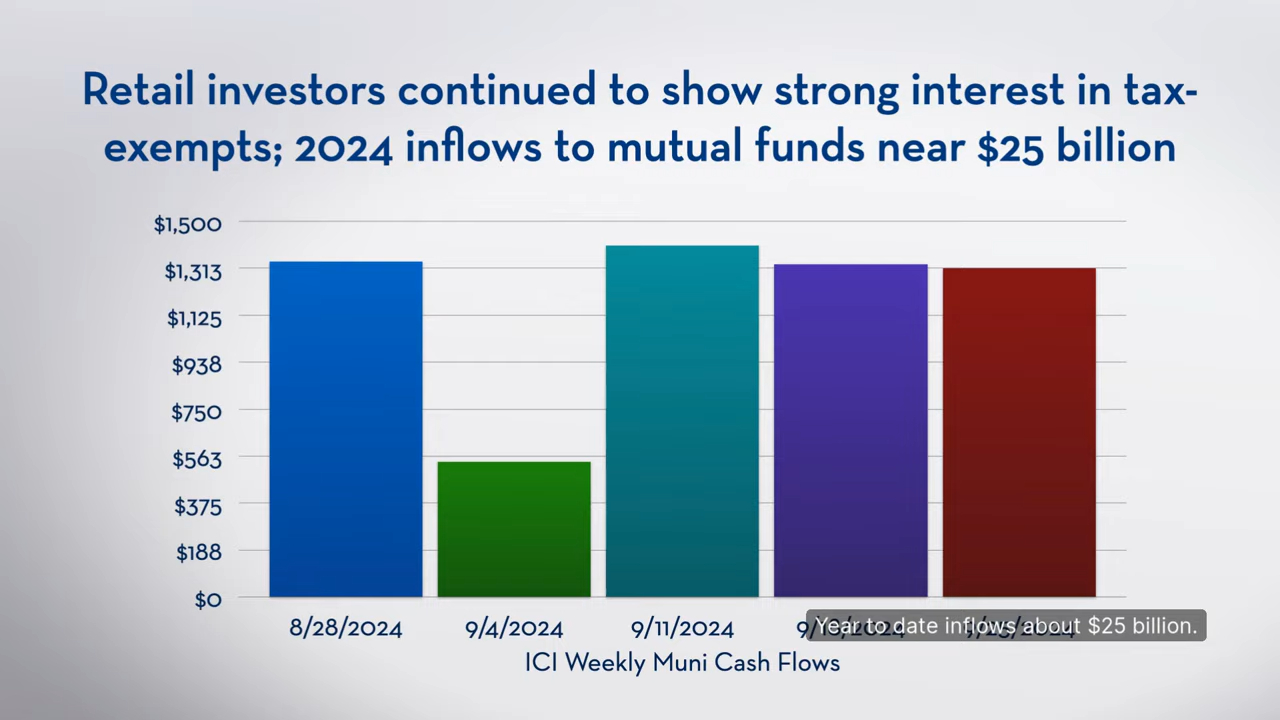 Retail investors continued to show strong interest in tax-
exempts; 2024 inflows to mutual funds near $25 billion
$1,500
$1,313
$1,125
$938
$750
$563
$375
$188
$0
8/28/2024 9/4/2024 9/11/2024
Year to date inflows about $25 billion.
ICI Weekly Muni Cash Flows